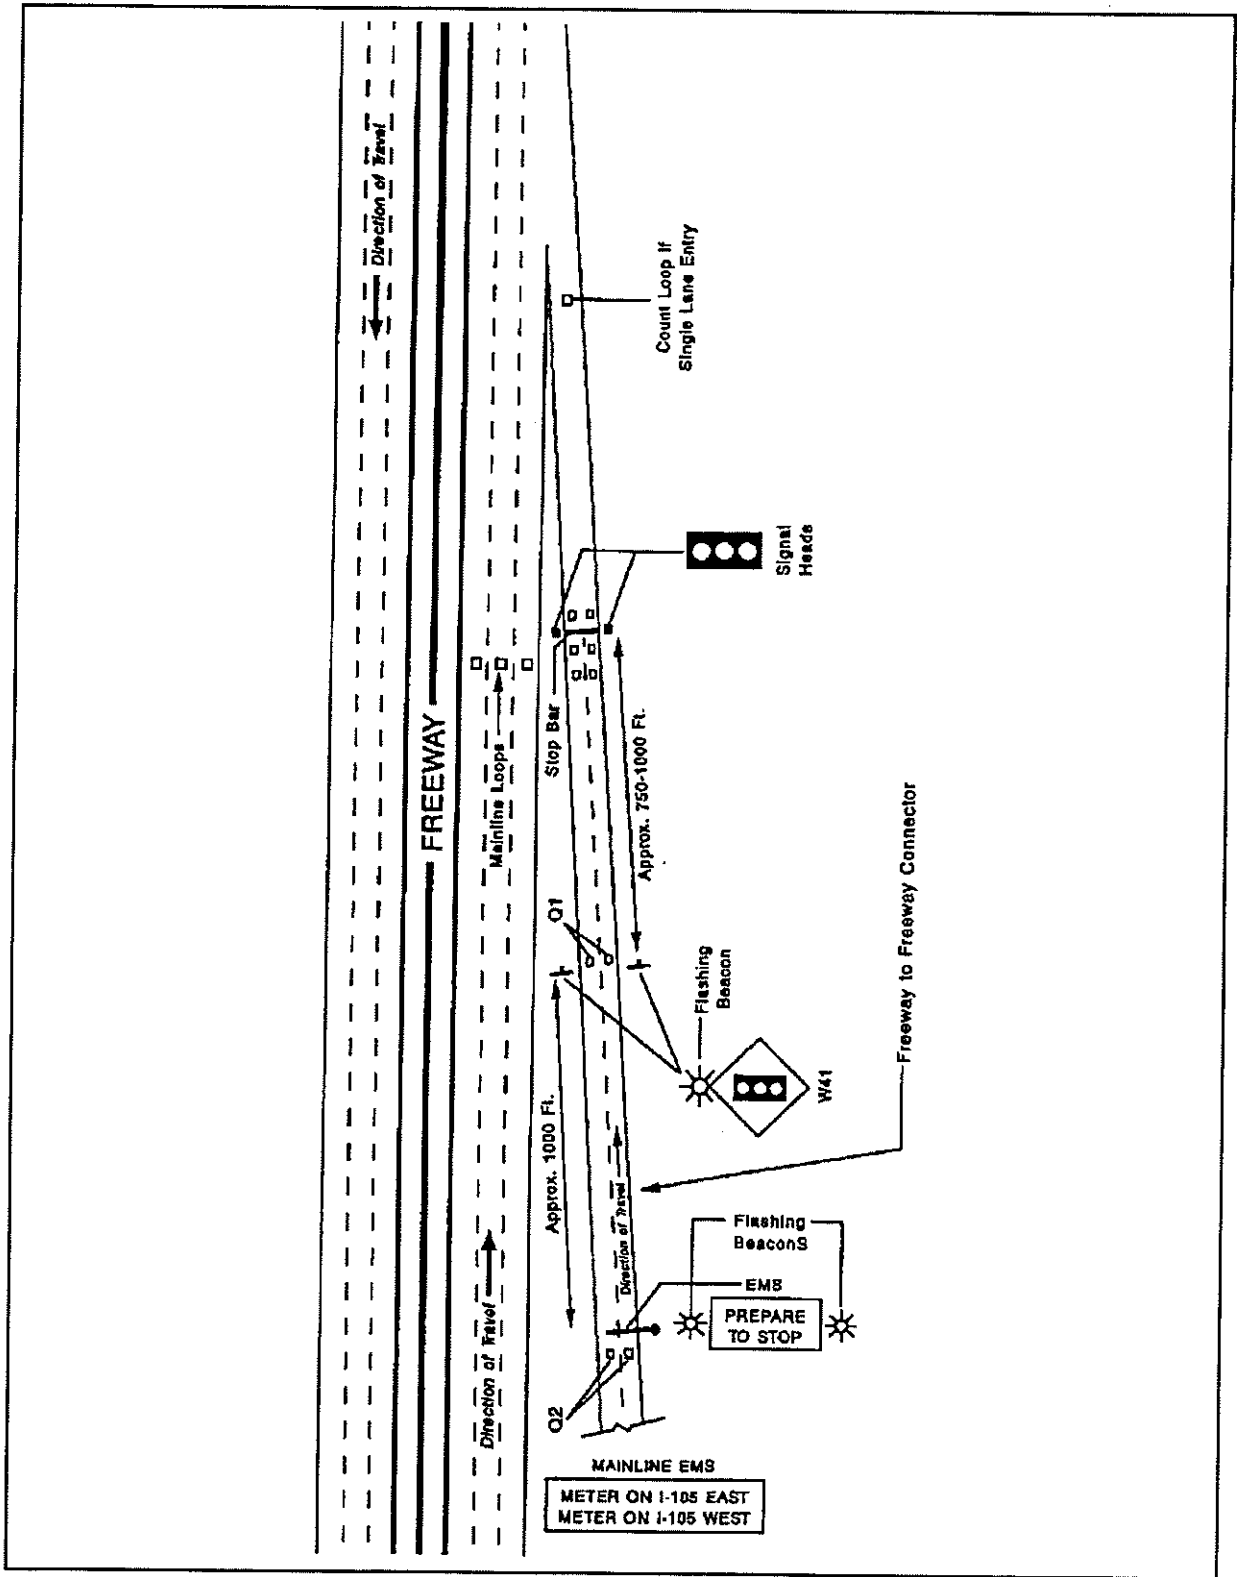 Direction of Travel
Count Loop If
Single Lane Entry
Signal
Heads
FREEWAY
Mainline Loops
Stop Bar
Approx. 750-1000 Ft.
Q1
Flashing
Beacon
W41
Freeway to Freeway Connector
Approx. 1000 Ft.
Direction of Travel
Direction of Travel
Flashing
BeaconS
EMS
PREPARE
TO STOP
Q2
MAINLINE EMS
METER ON I-105 EAST
METER ON I-105 WEST